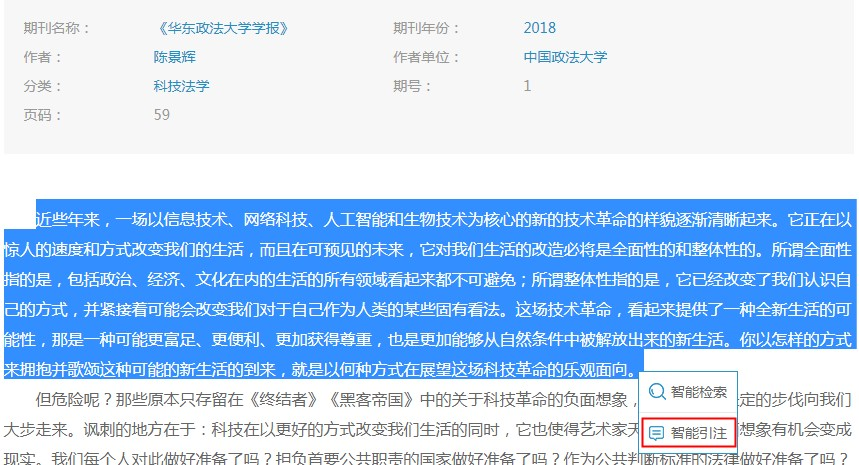 期刊名称： 《华东政法大学学报》 期刊年份： 2018
作者： 陈景辉 作者单位： 中国政法大学
分类： 科技法学 期号： 1
页码： 59
近些年来，一场以信息技术、网络科技、人工智能和生物技术为核心的新的技术革命的样貌逐渐清晰起来。它正在以
惊人的速度和方式改变我们的生活，而且在可预见的未来，它对我们生活的改造必将是全面性的和整体性的。所谓全面性
指的是，包括政治、经济、文化在内的生活的所有领域看起来都不可避免；所谓整体性指的是，它已经改变了我们认识自
己的方式，并紧接着可能会改变我们对于自己作为人类的某些固有看法。这场技术革命，看起来提供了一种全新生活的可
能性，那是一种可能更富足、更便利、更加获得尊重，也是更加能够从自然条件中被解放出来的新生活。你以怎样的方式
来拥抱并歌颂这种可能的新生活的到来，就是以何种方式在展望这场科技革命的乐观面向。
智能检索
但危险呢？那些原本只存留在《终结者》《黑客帝国》中的关于科技革命的负面想象， 定的步伐向我们
智能引注
大步走来。讽刺的地方在于：科技在以更好的方式改变我们生活的同时，它也使得艺术家天 想象有机会变成
现实。我们每个人对此做好准备了吗？担负首要公共职责的国家做好准备了吗？作为公共判断标准的法律做好准备了吗？